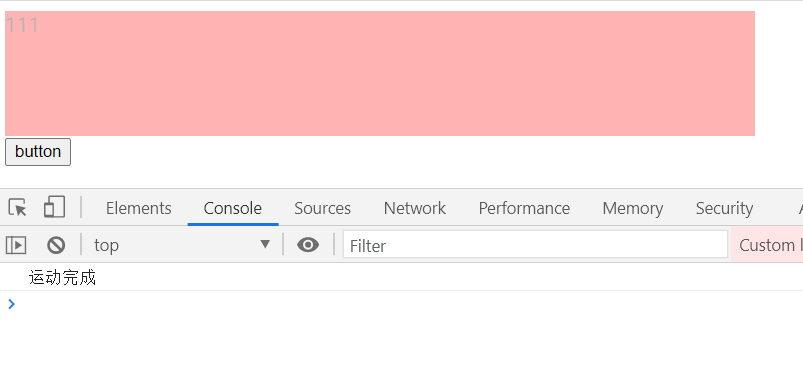 111
button
Elements Console Sources Network Performance Memory Security
top Filter Custom l
运动完成